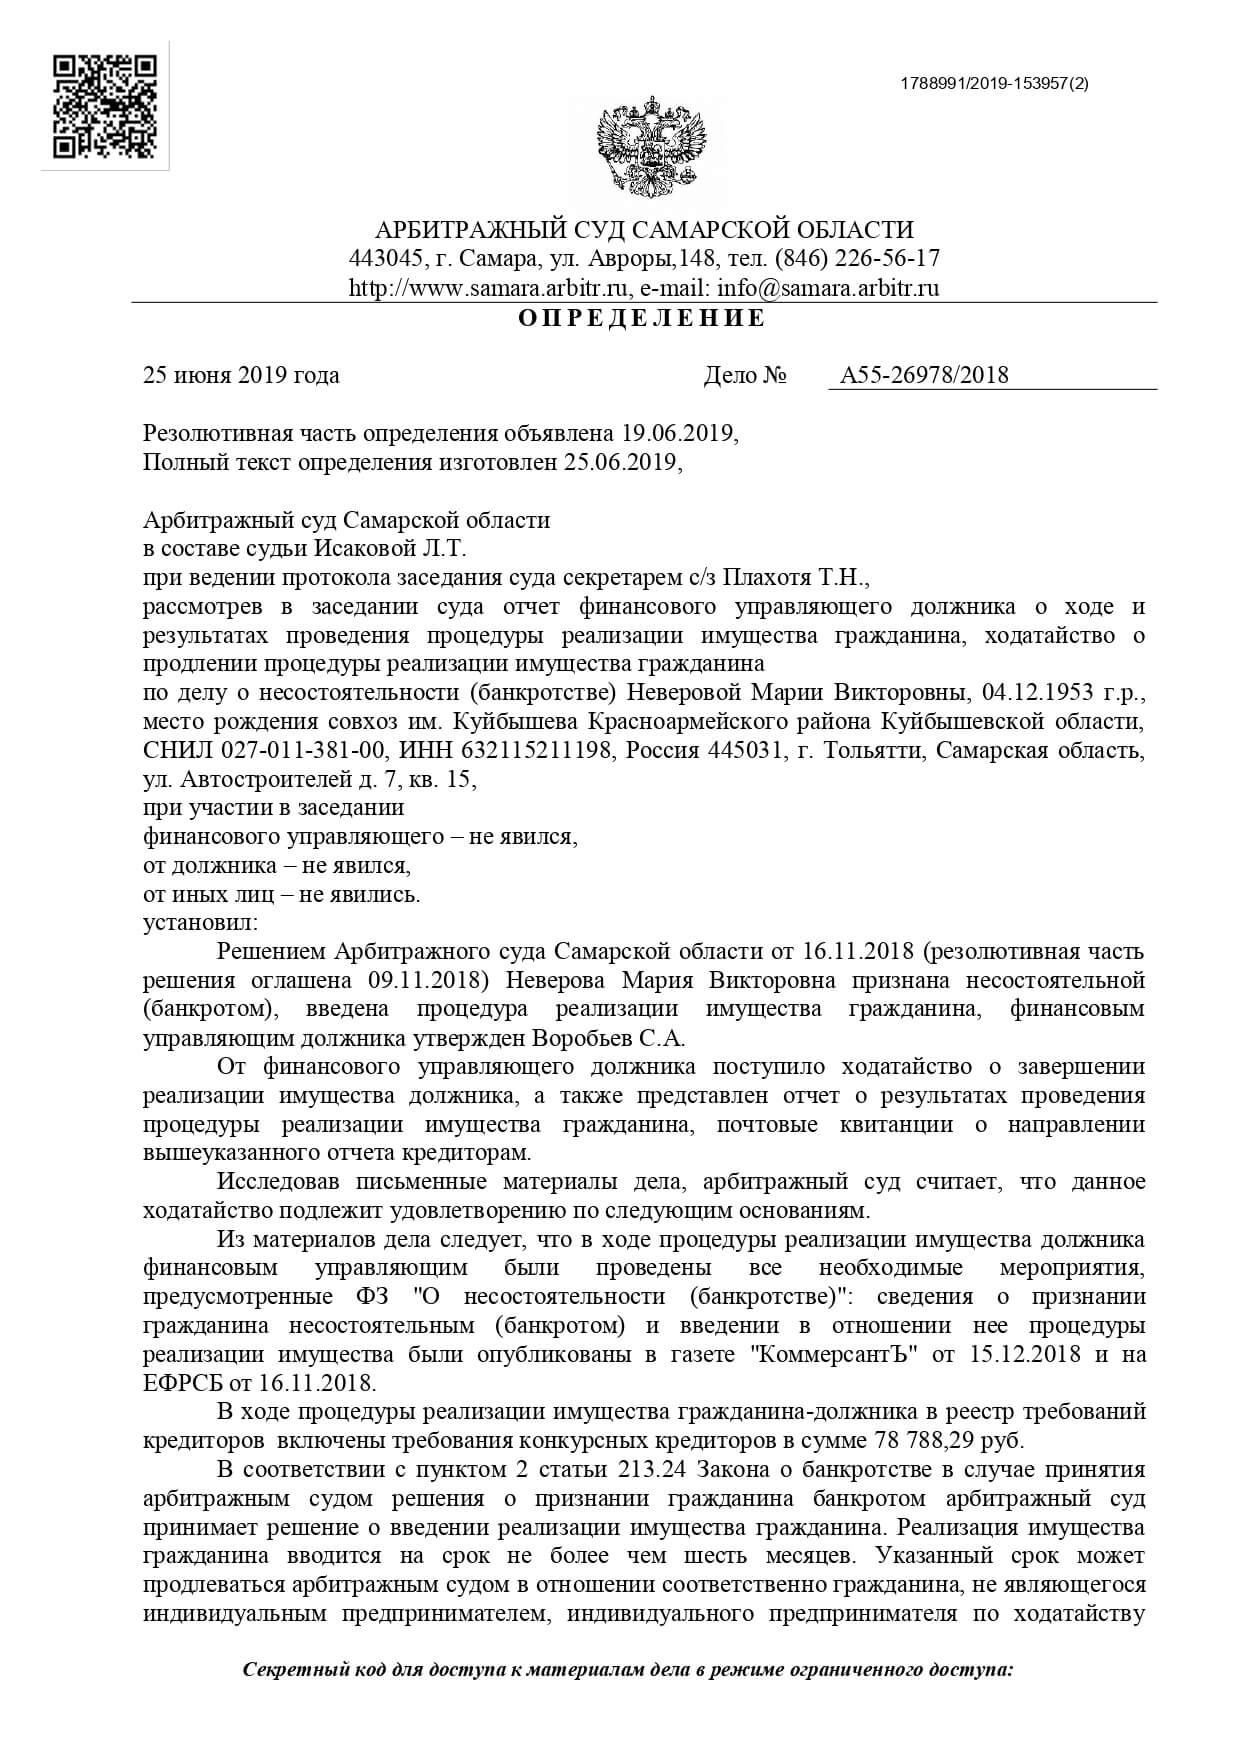 1788991/2019-153957(2)
АРБИТРАЖНЫЙ СУД САМАРСКОЙ ОБЛАСТИ
443045, г. Самара, ул. Авроры,148, тел. (846) 226-56-17
http://www.samara.arbitr.ru, e-mail: info@samara.arbitr.ru
ОПРЕДЕЛЕНИЕ
25 июня 2019 года Дело № А55-26978/2018
Резолютивная часть определения объявлена 19.06.2019,
Полный текст определения изготовлен 25.06.2019,
Арбитражный суд Самарской области
в составе судьи Исаковой Л.Т.
при ведении протокола заседания суда секретарем с/з Плахотя Т.Н.,
рассмотрев в заседании суда отчет финансового управляющего должника о ходе и
результатах проведения процедуры реализации имущества гражданина, ходатайство о
продлении процедуры реализации имущества гражданина
по делу о несостоятельности (банкротстве) Неверовой Марии Викторовны, 04.12.1953 г.р.,
место рождения совхоз им. Куйбышева Красноармейского района Куйбышевской области,
СНИЛ 027-011-381-00, ИНН 632115211198, Россия 445031, г. Тольятти, Самарская область,
ул. Автостроителей д. 7, кв. 15,
при участии в заседании
финансового управляющего – не явился,
от должника – не явился,
от иных лиц – не явились.
установил:
Решением Арбитражного суда Самарской области от 16.11.2018 (резолютивная часть
решения оглашена 09.11.2018) Неверова Мария Викторовна признана несостоятельной
(банкротом), введена процедура реализации имущества гражданина, финансовым
управляющим должника утвержден Воробьев С.А.
От финансового управляющего должника поступило ходатайство о завершении
реализации имущества должника, а также представлен отчет о результатах проведения
процедуры реализации имущества гражданина, почтовые квитанции о направлении
вышеуказанного отчета кредиторам.
Исследовав письменные материалы дела, арбитражный суд считает, что данное
ходатайство подлежит удовлетворению по следующим основаниям.
Из материалов дела следует, что в ходе процедуры реализации имущества должника
финансовым управляющим были проведены все необходимые мероприятия,
предусмотренные ФЗ "О несостоятельности (банкротстве)": сведения о признании
гражданина несостоятельным (банкротом) и введении в отношении нее процедуры
реализации имущества были опубликованы в газете "КоммерсантЪ" от 15.12.2018 и на
ЕФРСБ от 16.11.2018.
В ходе процедуры реализации имущества гражданина-должника в реестр требований
кредиторов включены требования конкурсных кредиторов в сумме 78 788,29 руб.
В соответствии с пунктом 2 статьи 213.24 Закона о банкротстве в случае принятия
арбитражным судом решения о признании гражданина банкротом арбитражный суд
принимает решение о введении реализации имущества гражданина. Реализация имущества
гражданина вводится на срок не более чем шесть месяцев. Указанный срок может
продлеваться арбитражным судом в отношении соответственно гражданина, не являющегося
индивидуальным предпринимателем, индивидуального предпринимателя по ходатайству
Секретный код для доступа к материалам дела в режиме ограниченного доступа: